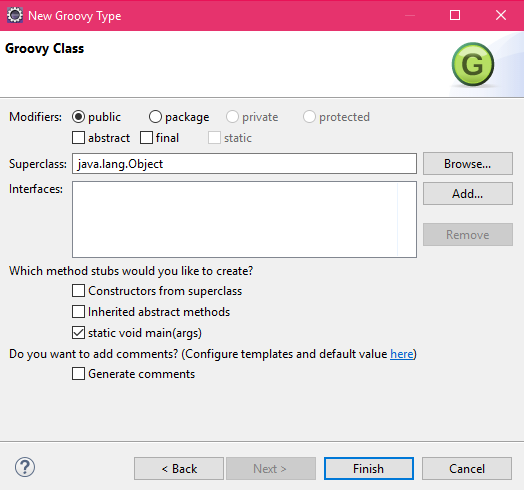 New Groovy Type
Groovy Class
G
Modifiers: public package private protected
abstract final static
Superclass: java.lang.Object Browse...
Interfaces: Add...
Remove
Which method stubs would you like to create?
Constructors from superclass
Inherited abstract methods
static void main(args)
Do you want to add comments? (Configure templates and default value here)
Generate comments
? < Back Next > Finish Cancel